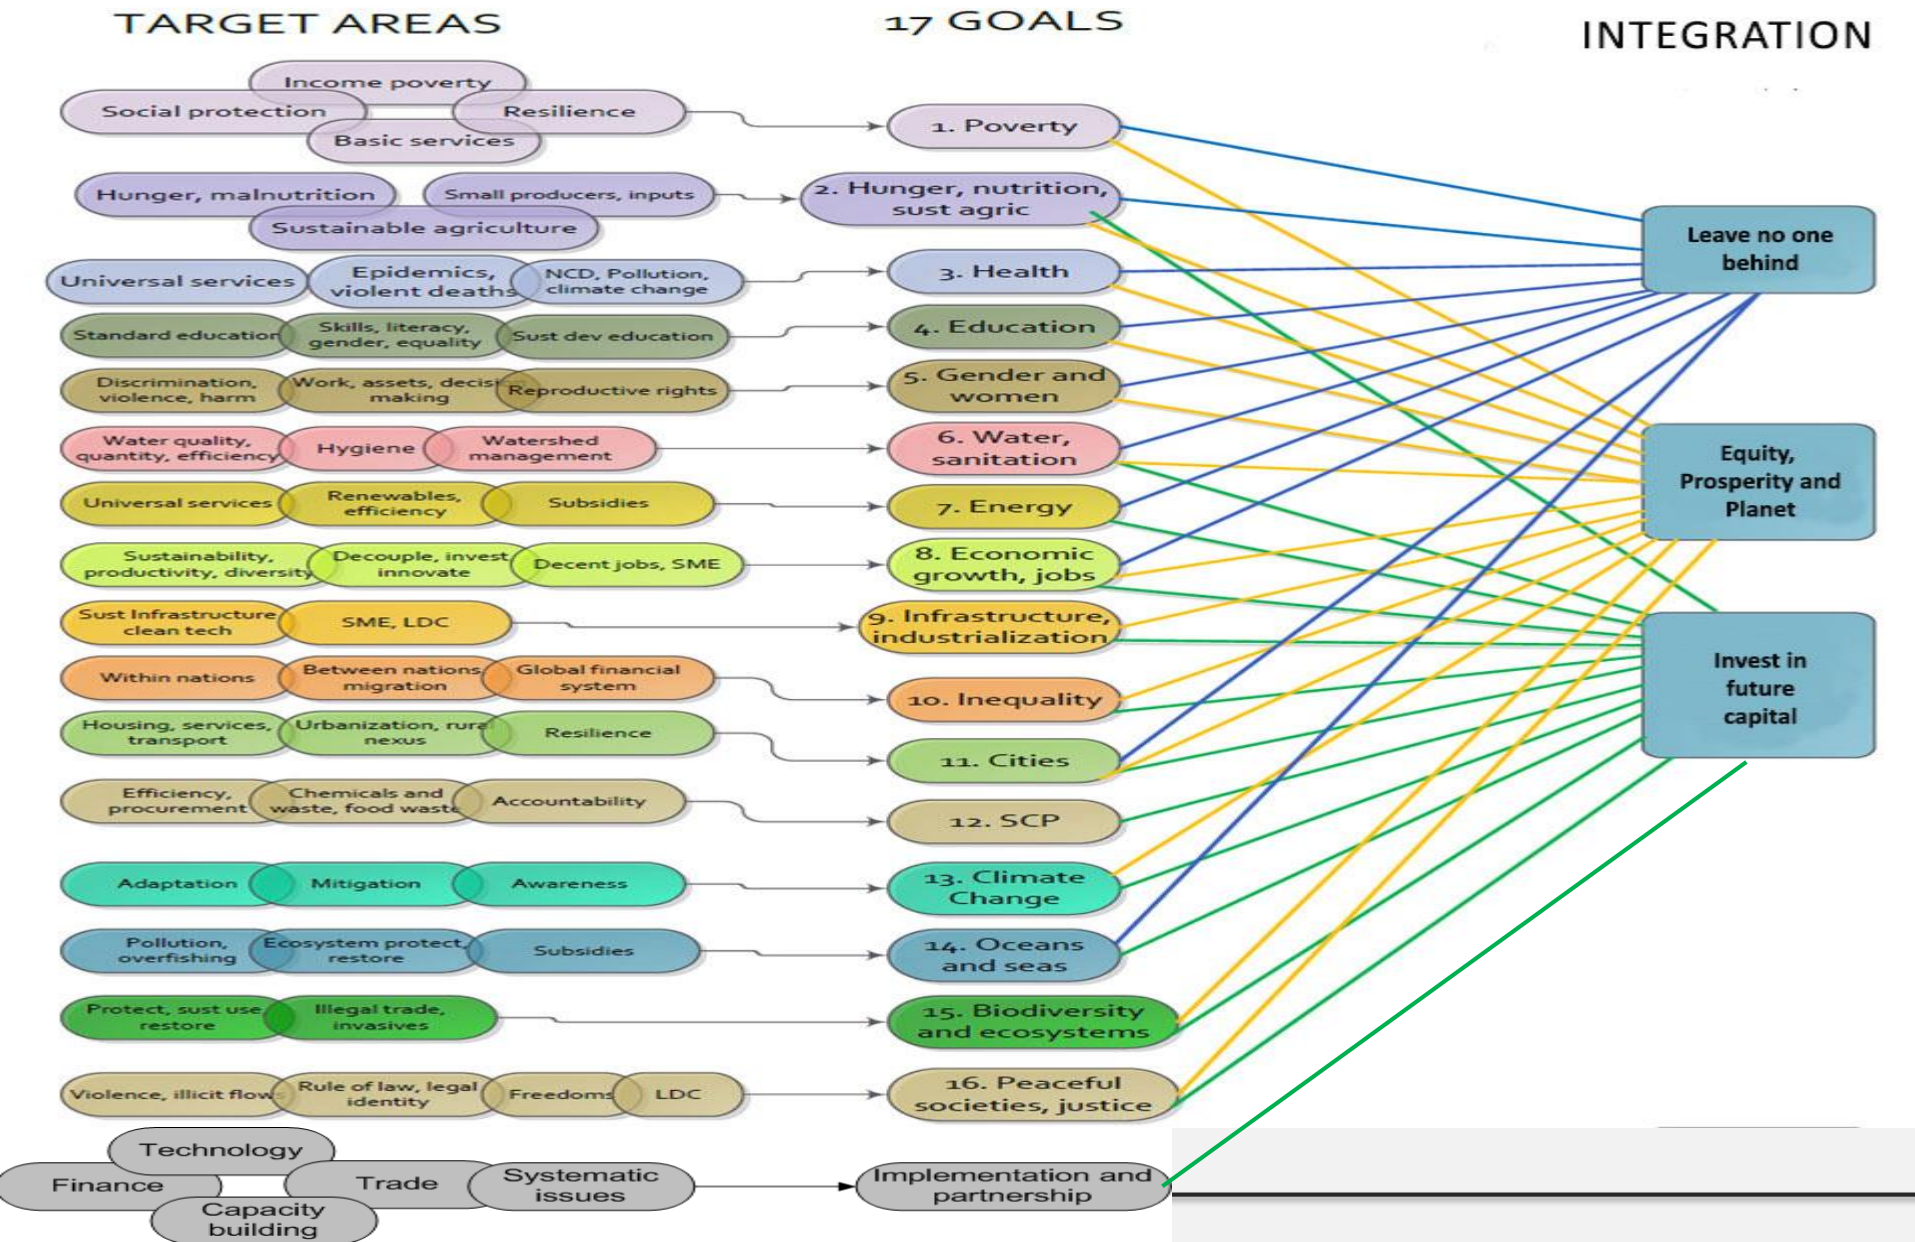 TARGET AREAS
17 GOALS
INTEGRATION
Income poverty
Social protection
Resilience
Basic services
1. Poverty
Hunger, malnutrition
Small producers, inputs
Sustainable agriculture
2. Hunger, nutrition,
sust agric
Leave no one
behind
Universal services
Epidemics,
violent deaths
NCD, Pollution,
climate change
3. Health
Standard education
Skills, literacy,
gender, equality
Sust dev education
4. Education
Discrimination,
violence, harm
Work, assets, decisi
making
Reproductive rights
5. Gender and
women
Water quality,
quantity, efficiency
Hygiene
Watershed
management
6. Water,
sanitation
Equity,
Prosperity and
Planet
Universal services
Renewables,
efficiency
Subsidies
7. Energy
Sustainability,
productivity, diversity
Decouple, invest
innovate
Decent jobs, SME
8. Economic
growth, jobs
Sust Infrastructure
clean tech
SME, LDC
9. Infrastructure,
industrialization
Within nations
Between nations
migration
Global financial
system
10. Inequality
Invest in
future
capital
Housing, services,
transport
Urbanization, rural
nexus
Resilience
11. Cities
Efficiency,
procurement
Chemicals and
waste, food waste
Accountability
12. SCP
Adaptation
Mitigation
Awareness
13. Climate
Change
Pollution,
overfishing
Ecosystem protect,
restore
Subsidies
14. Oceans
and seas
Protect, sust use
restore
Illegal trade,
invasives
15. Biodiversity
and ecosystems
Violence, illicit flows
Rule of law, legal
identity
Freedoms
LDC
16. Peaceful
societies, justice
Technology
Finance
Trade
Systematic
issues
Capacity
building
Implementation and
partnership